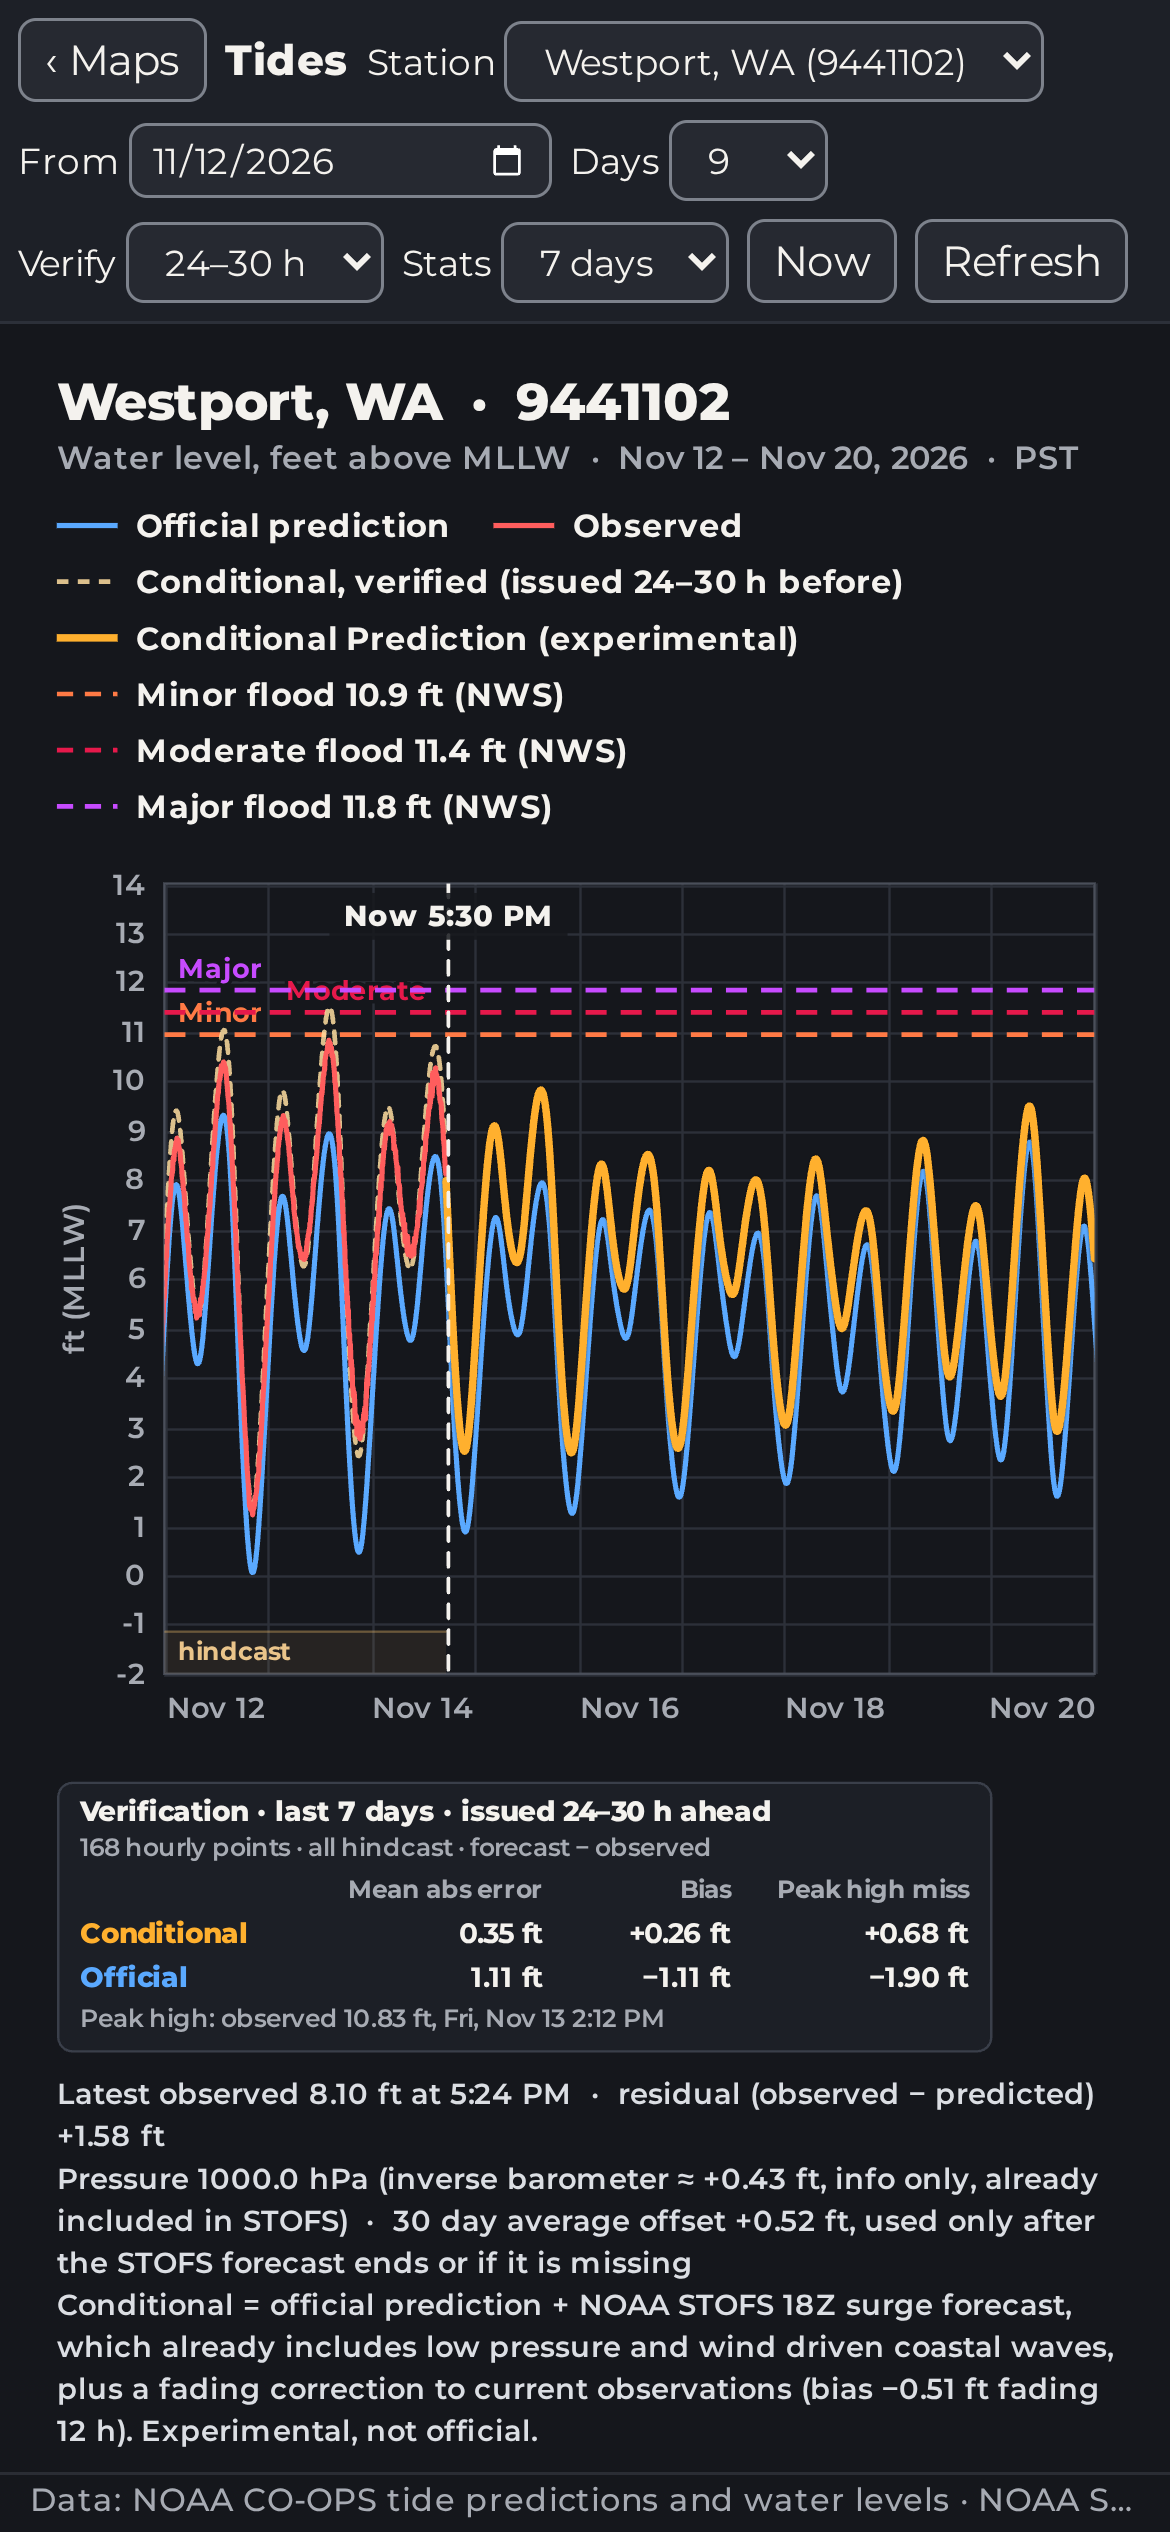 ‹ Maps Tides Station Westport, WA (9441102)
From 11/12/2026 Days 9
Verify 24–30 h Stats 7 days Now Refresh
Westport, WA · 9441102
Water level, feet above MLLW · Nov 12 – Nov 20, 2026 · PST
Official prediction Observed
Conditional, verified (issued 24–30 h before)
Conditional Prediction (experimental)
Minor flood 10.9 ft (NWS)
Moderate flood 11.4 ft (NWS)
Major flood 11.8 ft (NWS)
14
Now 5:30 PM
13
Major
12
Moderate
Minor
11
10
9
8
7
6
5
4
3
2
1
0
-1
-2
ft (MLLW)
hindcast
Nov 12 Nov 14 Nov 16 Nov 18 Nov 20
Verification · last 7 days · issued 24–30 h ahead
168 hourly points · all hindcast · forecast − observed
Mean abs error Bias Peak high miss
Conditional 0.35 ft +0.26 ft +0.68 ft
Official 1.11 ft −1.11 ft −1.90 ft
Peak high: observed 10.83 ft, Fri, Nov 13 2:12 PM
Latest observed 8.10 ft at 5:24 PM · residual (observed − predicted)
+1.58 ft
Pressure 1000.0 hPa (inverse barometer ≈ +0.43 ft, info only, already
included in STOFS) · 30 day average offset +0.52 ft, used only after
the STOFS forecast ends or if it is missing
Conditional = official prediction + NOAA STOFS 18Z surge forecast,
which already includes low pressure and wind driven coastal waves,
plus a fading correction to current observations (bias −0.51 ft fading
12 h). Experimental, not official.
Data: NOAA CO-OPS tide predictions and water levels · NOAA S...